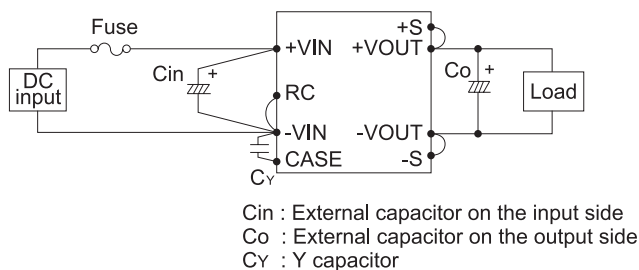 Fuse
+S
+VIN +VOUT
Cin + Co +
DC
input
RC
Load
-VIN -VOUT
CASE -S
CY
Cin : External capacitor on the input side
Co : External capacitor on the output side
CY : Y capacitor